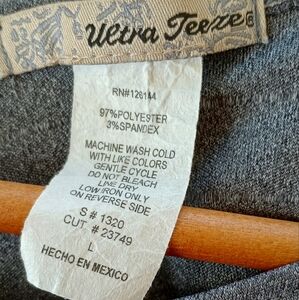 Ultra Teeze®
RN#126144
97%POLYESTER
3%SPANDEX
MACHINE WASH COLD
WITH LIKE COLORS
GENTLE CYCLE
DO NOT BLEACH
LINE DRY
LOW IRON ONLY
ON REVERSE SIDE
S # 1320
CUT # 23749
L
HECHO EN MEXICO